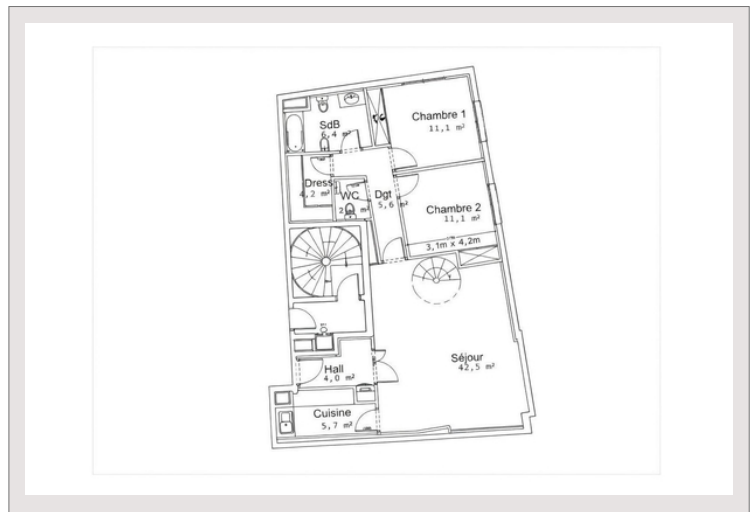 SdB
6,4 m²
Chambre 1
11,1 m²
Dress
4,2 m²
WC
2 m²
Dgt
5,6
Chambre 2
11,1 m²
3,1m x 4,2m
Séjour
42,5 m²
Hall
4,0 m²
Cuisine
5,7 m²